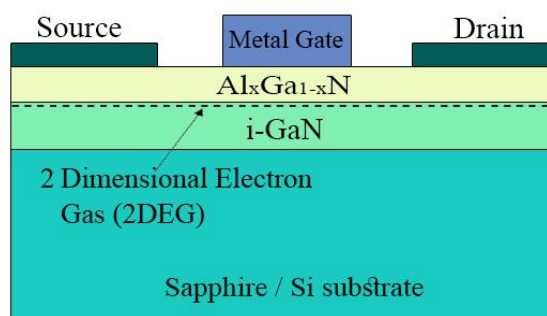 Source
Metal Gate
Drain
AlxGa1-xN
i-GaN
2 Dimensional Electron
Gas (2DEG)
Sapphire / Si substrate